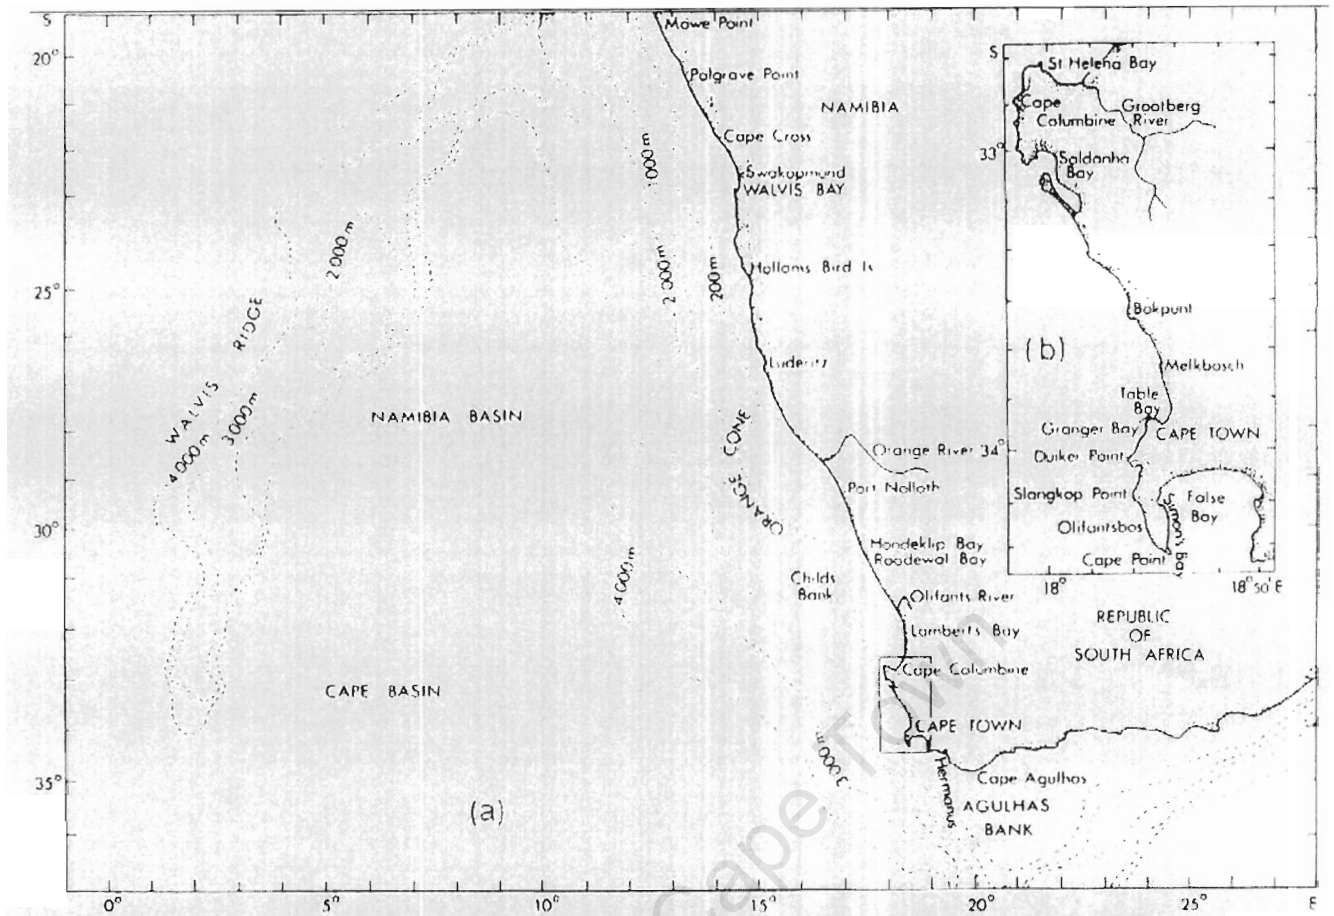 S
Mowe Point
20°
Palgrave Point
NAMIBIA
Cape Cross
1000m
Swakopmund
WALVIS BAY
2000m
2000m
200m
Hollams Bird Is
25°
WALVIS RIDGE
Luderitz
4000m
3000m
NAMIBIA BASIN
ORANGE CONE
Orange River
Port Nolloth
30°
Hondeklip Bay
Roodewal Bay
4000m
Childs
Bank
Olifants River
Lamberts Bay
REPUBLIC
OF
SOUTH AFRICA
Cape Columbine
CAPE BASIN
CAPE TOWN
3000m
35°
Hermanus
Cape Agulhas
(a)
AGULHAS
BANK
0°
5°
10°
15°
17°
19°
20°
21°
23°
25°
E
S
St Helena Bay
Cape
Columbine
Grootberg
River
33°
Saldanha
Bay
Bokpunt
(b)
Melkbosch
Table
Bay
Granger Bay
CAPE TOWN
34°
Duiker Point
Slangkop Point
False
Bay
Simon's Bay
Olifantsbos
Cape Point
18°
18°50'E
Cape Town